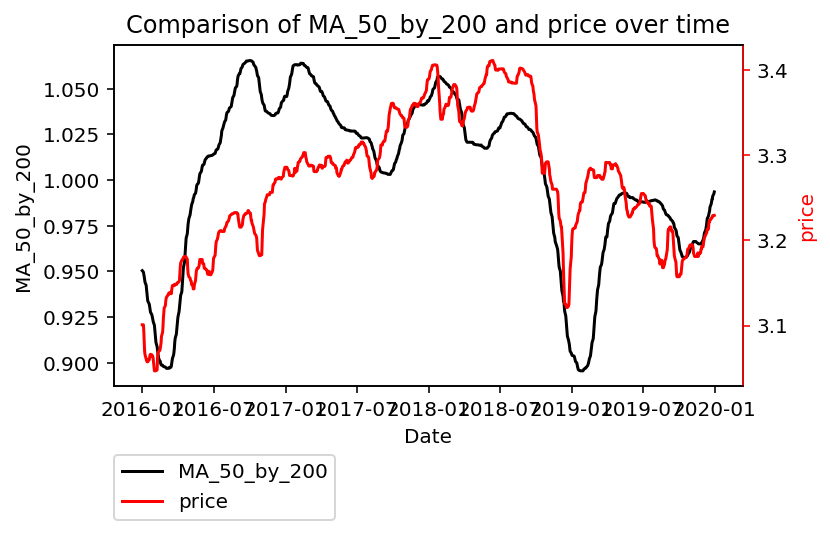 Comparison of MA_50_by_200 and price over time
MA_50_by_200
1.050
1.025
1.000
0.975
0.950
0.925
0.900
price
3.4
3.3
3.2
3.1
2016-01 2016-07 2017-01 2017-07 2018-01 2018-07 2019-01 2019-07 2020-01
Date
MA_50_by_200
price